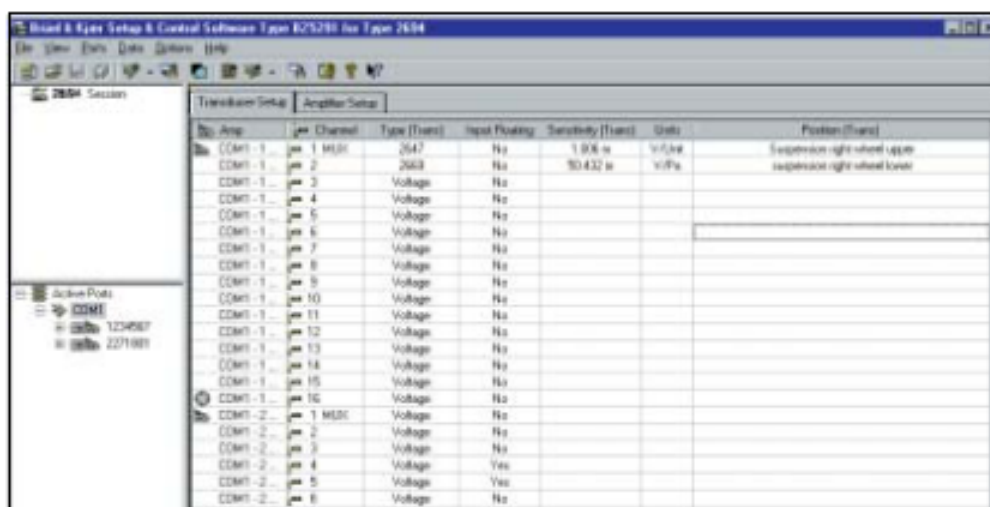 Brüel & Kjær Setup & Control Software Type BZ5291 for Type 2694
File View Ports Data Options Help
2694 Session
Transducer Setup Amplifier Setup
Amp Channel Type (Trans) Input Floating Sensitivity (Trans) Units Position (Trans)
COM1 - 1 ... 1 MUX 2647 No 1.006 m V/Unit Suspension right wheel upper
COM1 - 1 ... 2 2669 No 50.432 m V/Pa suspension right wheel lower
COM1 - 1 ... 3 Voltage No
COM1 - 1 ... 4 Voltage No
COM1 - 1 ... 5 Voltage No
COM1 - 1 ... 6 Voltage No
COM1 - 1 ... 7 Voltage No
COM1 - 1 ... 8 Voltage No
COM1 - 1 ... 9 Voltage No
COM1 - 1 ... 10 Voltage No
COM1 - 1 ... 11 Voltage No
COM1 - 1 ... 12 Voltage No
COM1 - 1 ... 13 Voltage No
COM1 - 1 ... 14 Voltage No
COM1 - 1 ... 15 Voltage No
COM1 - 1 ... 16 Voltage No
COM1 - 2 ... 1 MUX Voltage No
COM1 - 2 ... 2 Voltage No
COM1 - 2 ... 3 Voltage No
COM1 - 2 ... 4 Voltage Yes
COM1 - 2 ... 5 Voltage Yes
COM1 - 2 ... 6 Voltage No
Active Ports
COM1
1234567